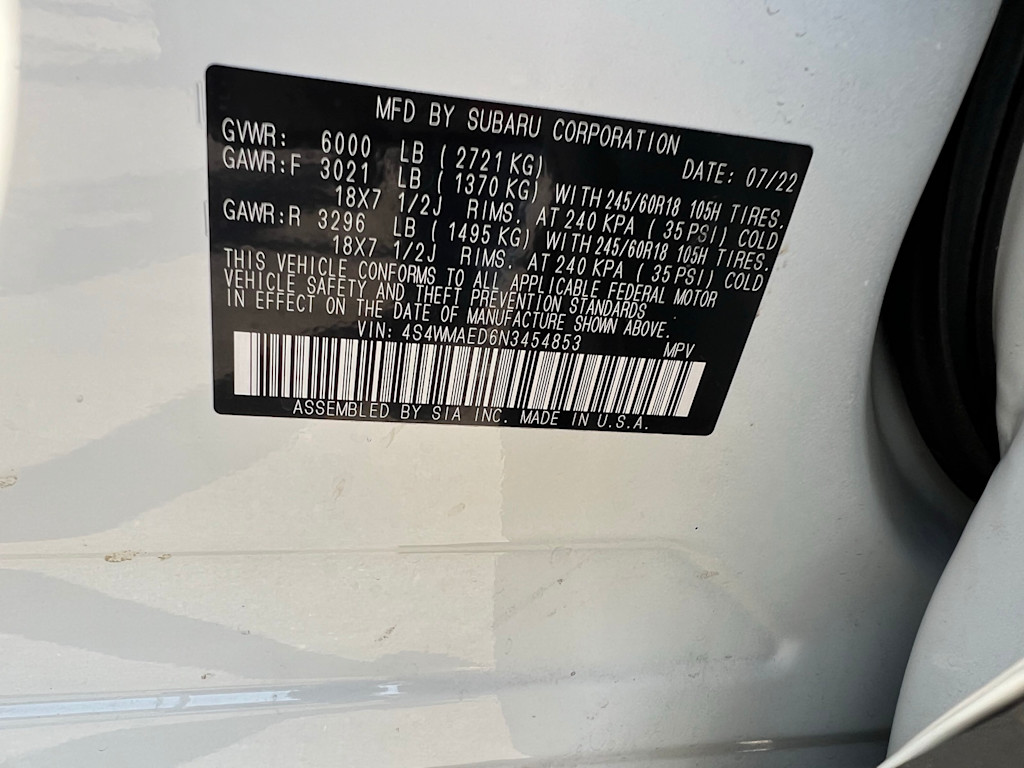 MFD BY SUBARU CORPORATION
DATE: 07/22
GVWR: 6000 LB ( 2721 KG)
GAWR:F 3021 LB ( 1370 KG) WITH 245/60R18 105H TIRES.
18X7 1/2J RIMS. AT 240 KPA ( 35 PSI) COLD
GAWR:R 3296 LB ( 1495 KG) WITH 245/60R18 105H TIRES.
18X7 1/2J RIMS. AT 240 KPA ( 35 PSI) COLD
THIS VEHICLE CONFORMS TO ALL APPLICABLE FEDERAL MOTOR
VEHICLE SAFETY AND THEFT PREVENTION STANDARDS
IN EFFECT ON THE DATE OF MANUFACTURE SHOWN ABOVE.
VIN: 4S4WMAED6N3454853
MPV
ASSEMBLED BY SIA INC. MADE IN U.S.A.